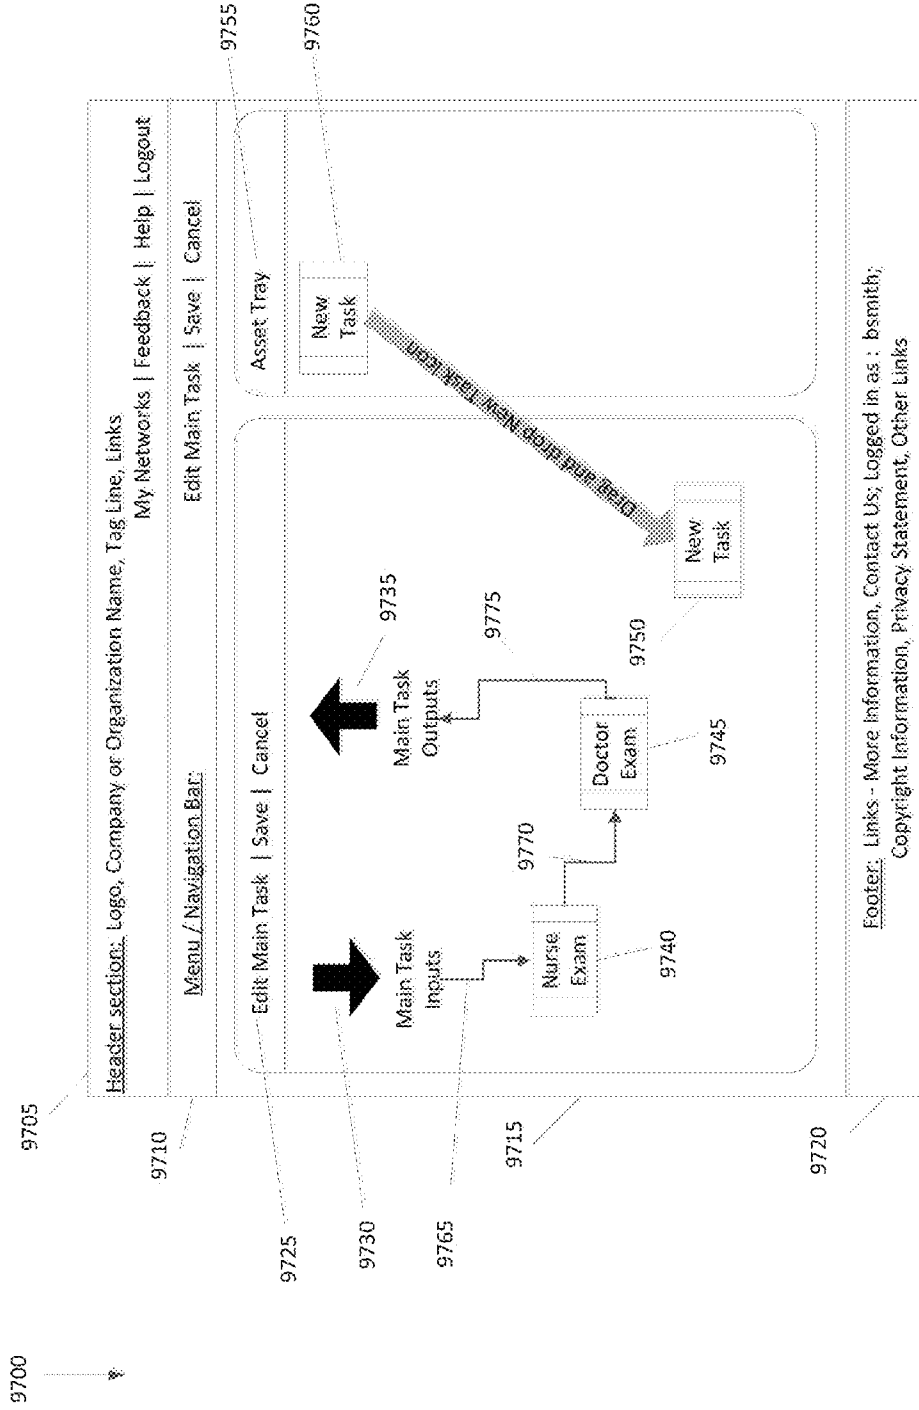 9700
9705
Header section: Logo, Company or Organization Name, Tag Line, Links
My Networks | Feedback | Help | Logout
9710
Menu / Navigation Bar:
Edit Main Task | Save | Cancel
9725
Edit Main Task | Save | Cancel
Asset Tray
9755
9730
9735
New
Task
9760
Main Task
Inputs
Main Task
Outputs
Drag and drop New Task icon
9765
9775
9770
Nurse
Exam
9740
Doctor
Exam
9745
9750
New
Task
9715
9720
Footer: Links - More Information, Contact Us; Logged in as : bsmith;
Copyright Information, Privacy Statement, Other Links